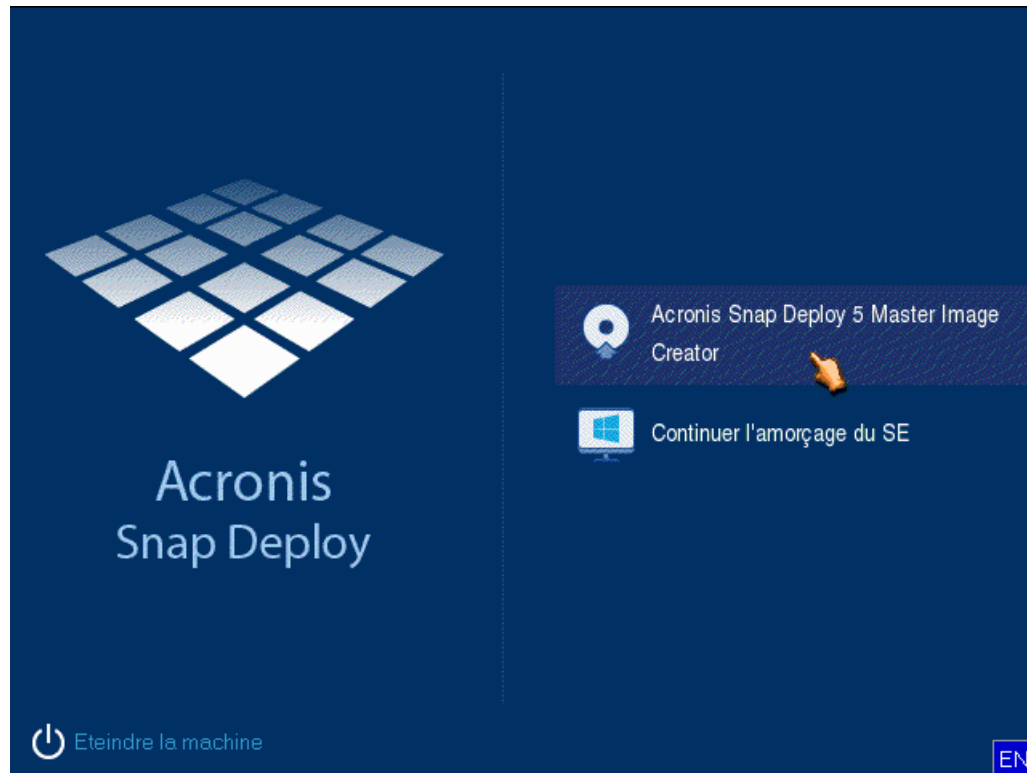 Acronis
Snap Deploy
Acronis Snap Deploy 5 Master Image
Creator
Continuer l'amorçage du SE
Eteindre la machine
EN